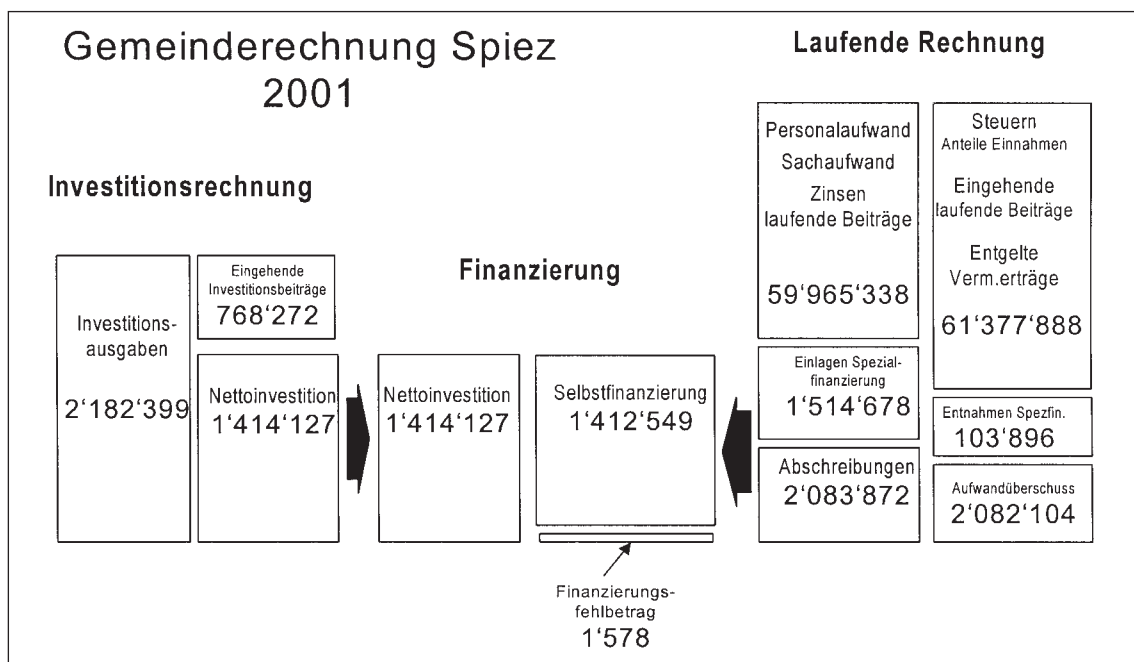 Gemeinderechnung Spiez
2001
Laufende Rechnung
Investitionsrechnung
Finanzierung
Investitions-
ausgaben
2‘182‘399
Eingehende
Investitionsbeiträge
768‘272
Nettoinvestition
1‘414‘127
Nettoinvestition
1‘414‘127
Selbstfinanzierung
1‘412‘549
Finanzierungs-
fehlbetrag
1‘578
Personalaufwand
Sachaufwand
Zinsen
laufende Beiträge
59‘965‘338
Einlagen Spezial-
finanzierung
1‘514‘678
Abschreibungen
2‘083‘872
Steuern
Anteile Einnahmen
Eingehende
laufende Beiträge
Entgelte
Verm.erträge
61‘377‘888
Entnahmen Spezfin.
103‘896
Aufwandüberschuss
2‘082‘104